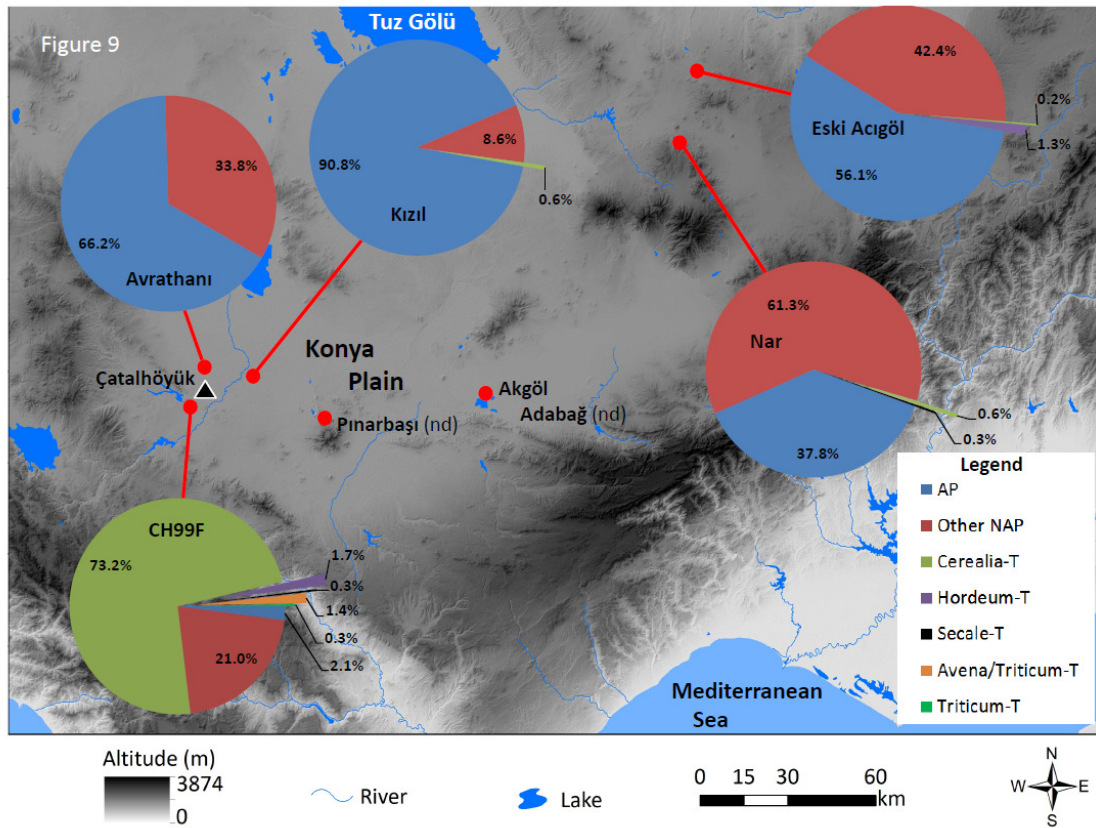 Figure 9
Tuz Gölü
33.8%
66.2%
Avrathanı
90.8%
8.6%
0.6%
Kızıl
42.4%
0.2%
1.3%
Eski Acıgöl
56.1%
61.3%
Nar
0.6%
0.3%
37.8%
Konya
Plain
Çatalhöyük
Pınarbaşı (nd)
Akgöl
Adabağ (nd)
CH99F
73.2%
1.7%
0.3%
1.4%
0.3%
2.1%
21.0%
Mediterranean
Sea
Legend
AP
Other NAP
Cerealia-T
Hordeum-T
Secale-T
Avena/Triticum-T
Triticum-T
Altitude (m)
3874
0
River
Lake
0 15 30 60
km
N
W E
S